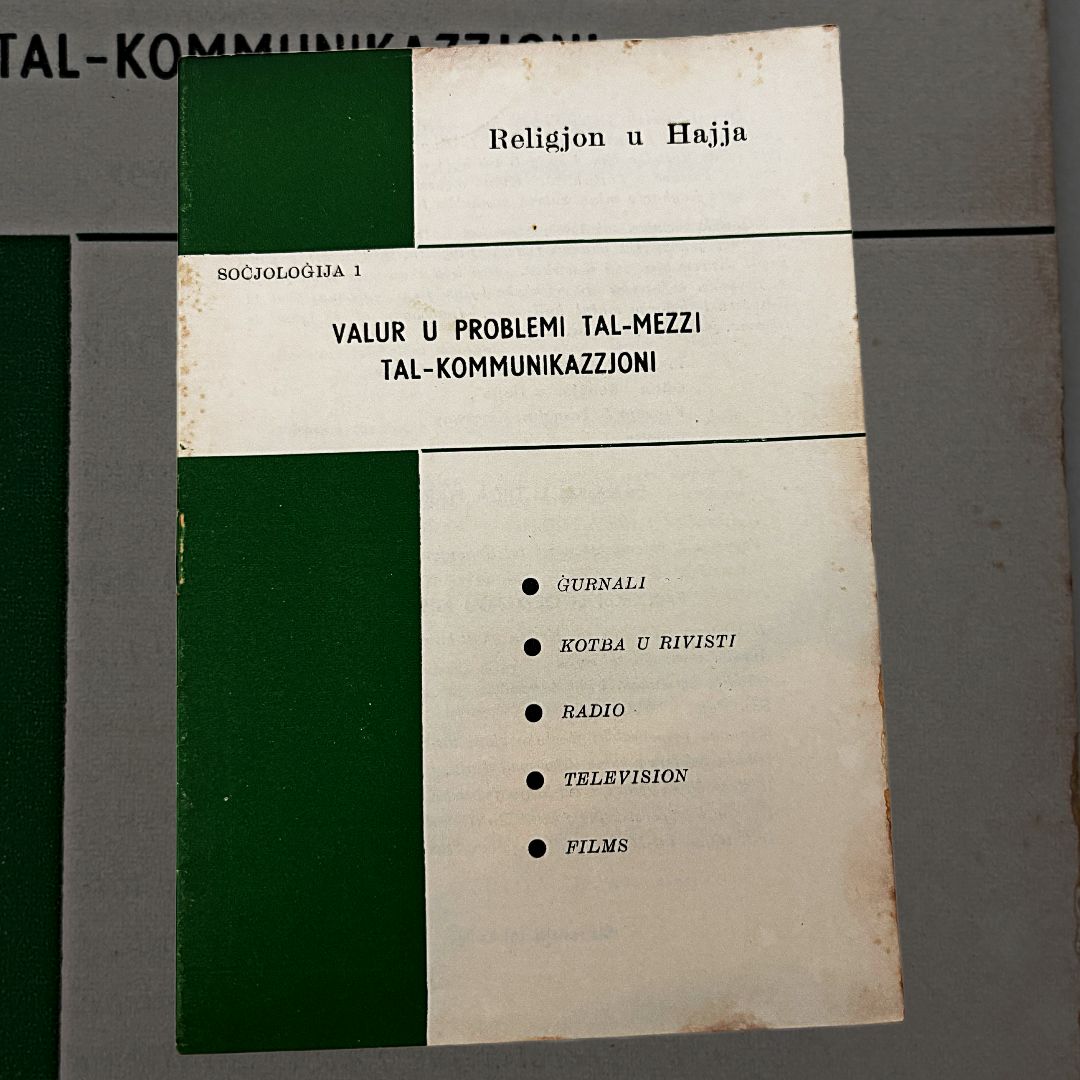 TAL-KOMMUNIKAZZJONI
Religjon u Hajja
SOĊJOLOĠIJA 1
VALUR U PROBLEMI TAL-MEZZI
TAL-KOMMUNIKAZZJONI
● ĠURNALI
● KOTBA U RIVISTI
● RADIO
● TELEVISION
● FILMS